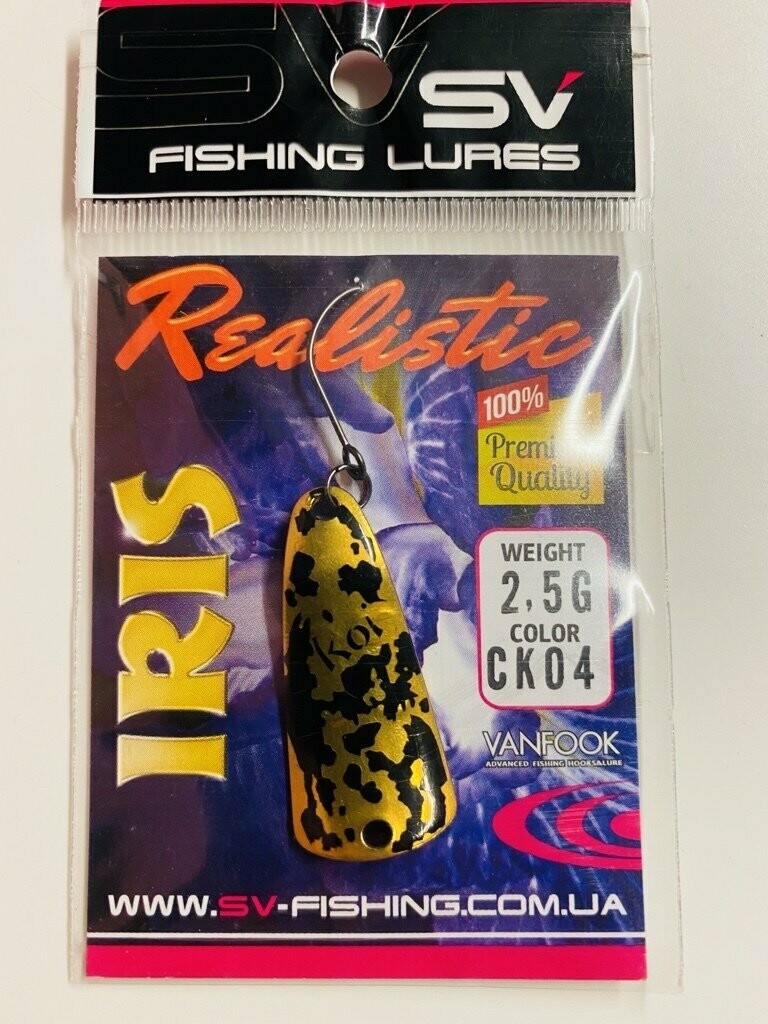 SV
FISHING LURES
Realistic
100%
Premi
Quality
IRIS
WEIGHT
2,5G
COLOR
CK04
Koi
VANFOOK
ADVANCED FISHING HOOKS&LURE
WWW.SV-FISHING.COM.UA